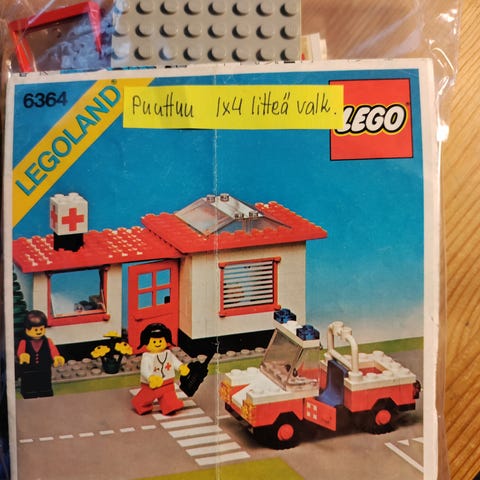 6364
LEGOLAND
Puuttuu 1x4 litteä valk.
LEGO